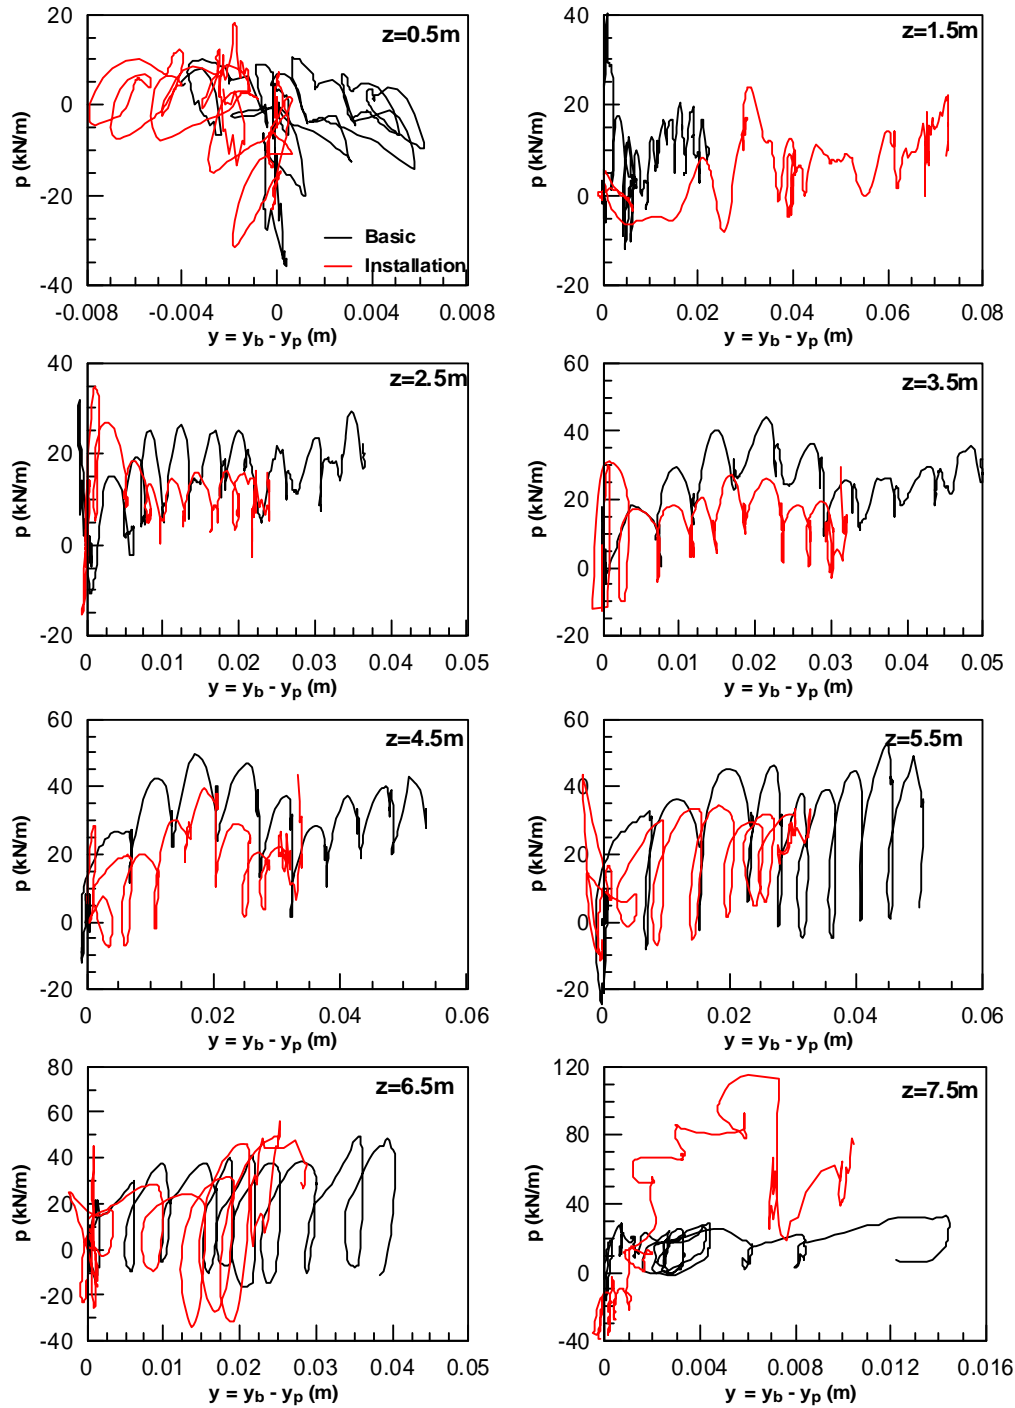 20
0
-20
-40
p (kN/m)
z=0.5m
Basic
Installation
-0.008 -0.004 0 0.004 0.008
y = yb - yp (m)
40
20
0
-20
p (kN/m)
z=1.5m
0 0.02 0.04 0.06 0.08
y = yb - yp (m)
40
20
0
-20
p (kN/m)
z=2.5m
0 0.01 0.02 0.03 0.04 0.05
y = yb - yp (m)
60
40
20
0
-20
p (kN/m)
z=3.5m
0 0.01 0.02 0.03 0.04 0.05
y = yb - yp (m)
60
40
20
0
-20
p (kN/m)
z=4.5m
0 0.02 0.04 0.06
y = yb - yp (m)
60
40
20
0
-20
p (kN/m)
z=5.5m
0 0.02 0.04 0.06
y = yb - yp (m)
80
60
40
20
0
-20
-40
p (kN/m)
z=6.5m
0 0.01 0.02 0.03 0.04 0.05
y = yb - yp (m)
120
80
40
0
-40
p (kN/m)
z=7.5m
0 0.004 0.008 0.012 0.016
y = yb - yp (m)